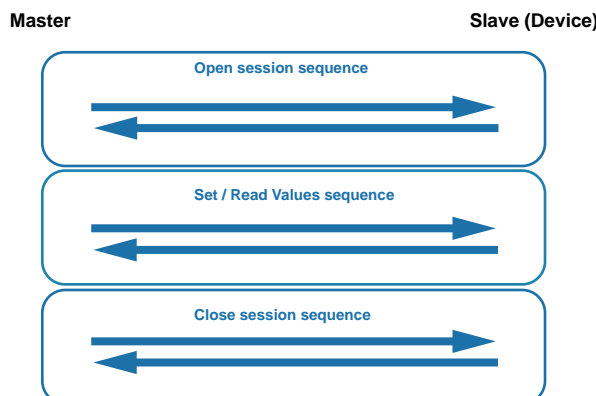 Master Slave (Device)
Open session sequence
Set / Read Values sequence
Close session sequence